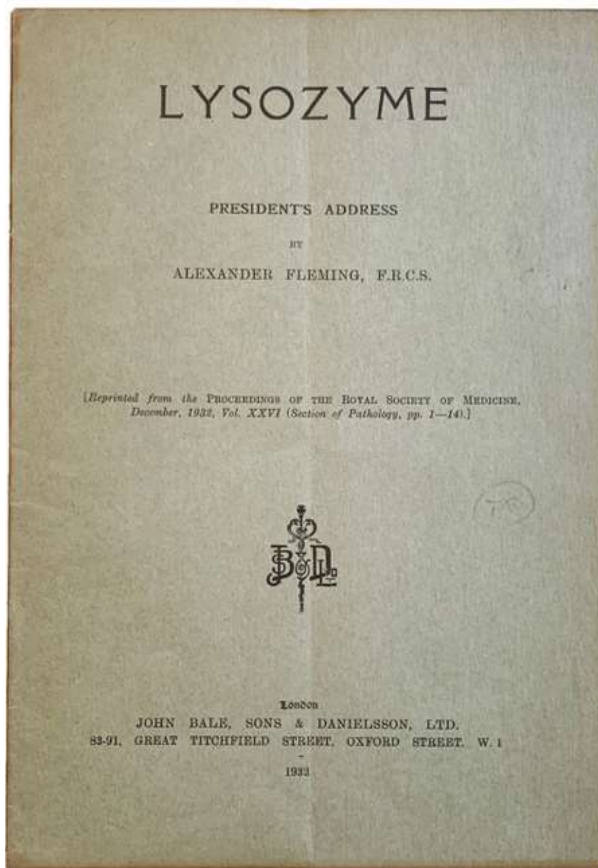 LYSOZYME
PRESIDENT'S ADDRESS
BY
ALEXANDER FLEMING, F.R.C.S.
[Reprinted from the PROCEEDINGS OF THE ROYAL SOCIETY OF MEDICINE,
December, 1932, Vol. XXVI (Section of Pathology, pp. 1—14).]
London
JOHN BALE, SONS & DANIELSSON, LTD.
83-91, GREAT TITCHFIELD STREET, OXFORD STREET, W. 1
1932